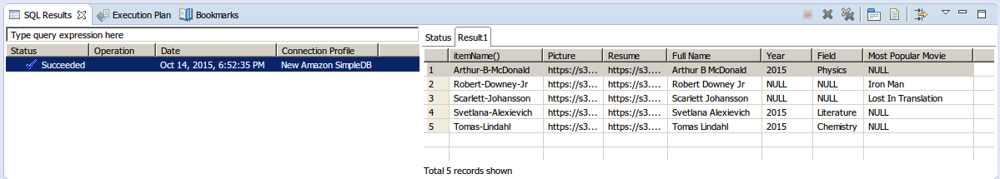 SQL Results Execution Plan Bookmarks
Type query expression here
Status Operation Date Connection Profile
Succeeded Oct 14, 2015, 6:52:35 PM New Amazon SimpleDB
Status Result1
itemName() Picture Resume Full Name Year Field Most Popular Movie
1 Arthur-B-McDonald https://s3... https://s3.... Arthur B McDonald 2015 Physics NULL
2 Robert-Downey-Jr https://s3... https://s3.... Robert Downey Jr NULL NULL Iron Man
3 Scarlett-Johansson https://s3... https://s3.... Scarlett Johansson NULL NULL Lost In Translation
4 Svetlana-Alexievich https://s3... https://s3.... Svetlana Alexievich 2015 Literature NULL
5 Tomas-Lindahl https://s3... https://s3.... Tomas Lindahl 2015 Chemistry NULL
Total 5 records shown